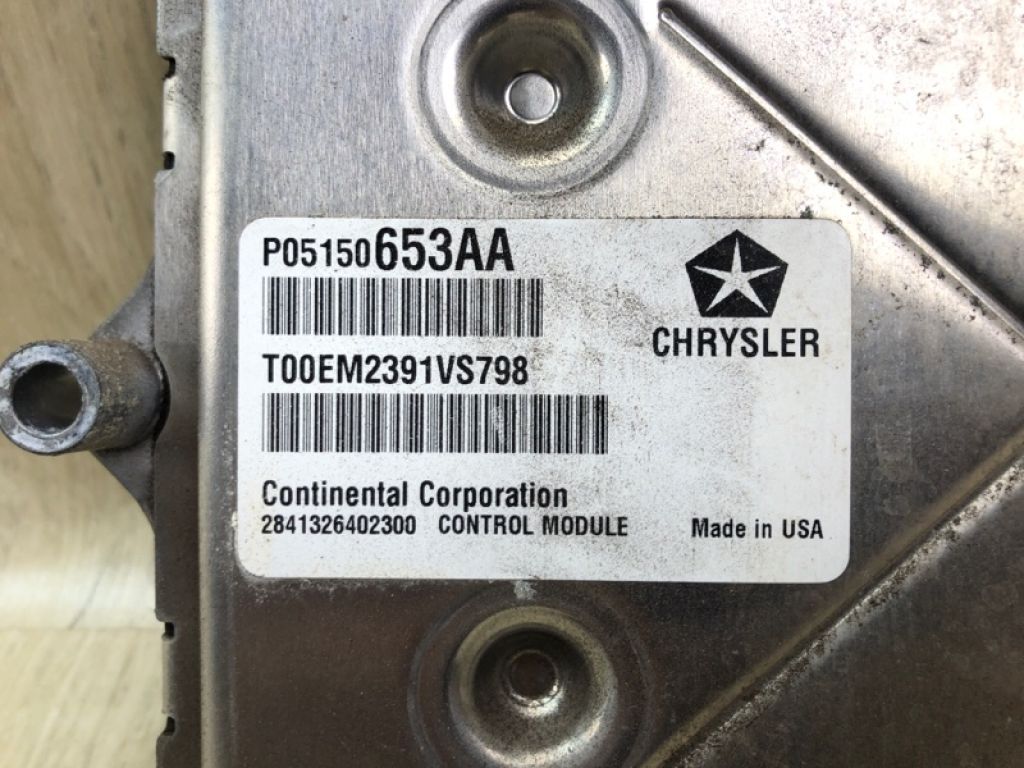 P05150653AA
CHRYSLER
T00EM2391VS798
Continental Corporation
2841326402300 CONTROL MODULE Made in USA